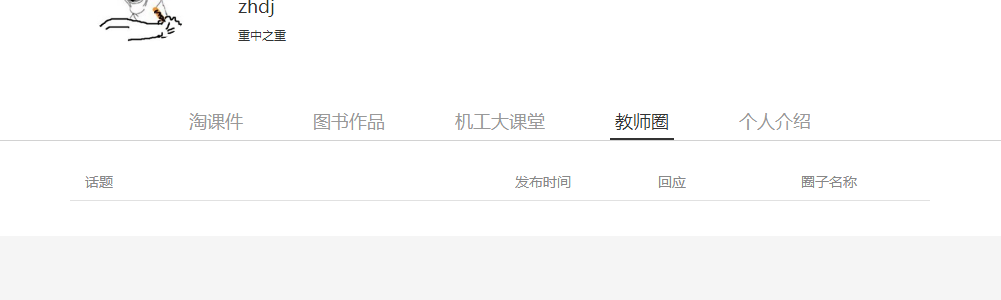 zhdj
重中之重
淘课件 图书作品 机工大课堂 教师圈 个人介绍
话题 发布时间 回应 圈子名称